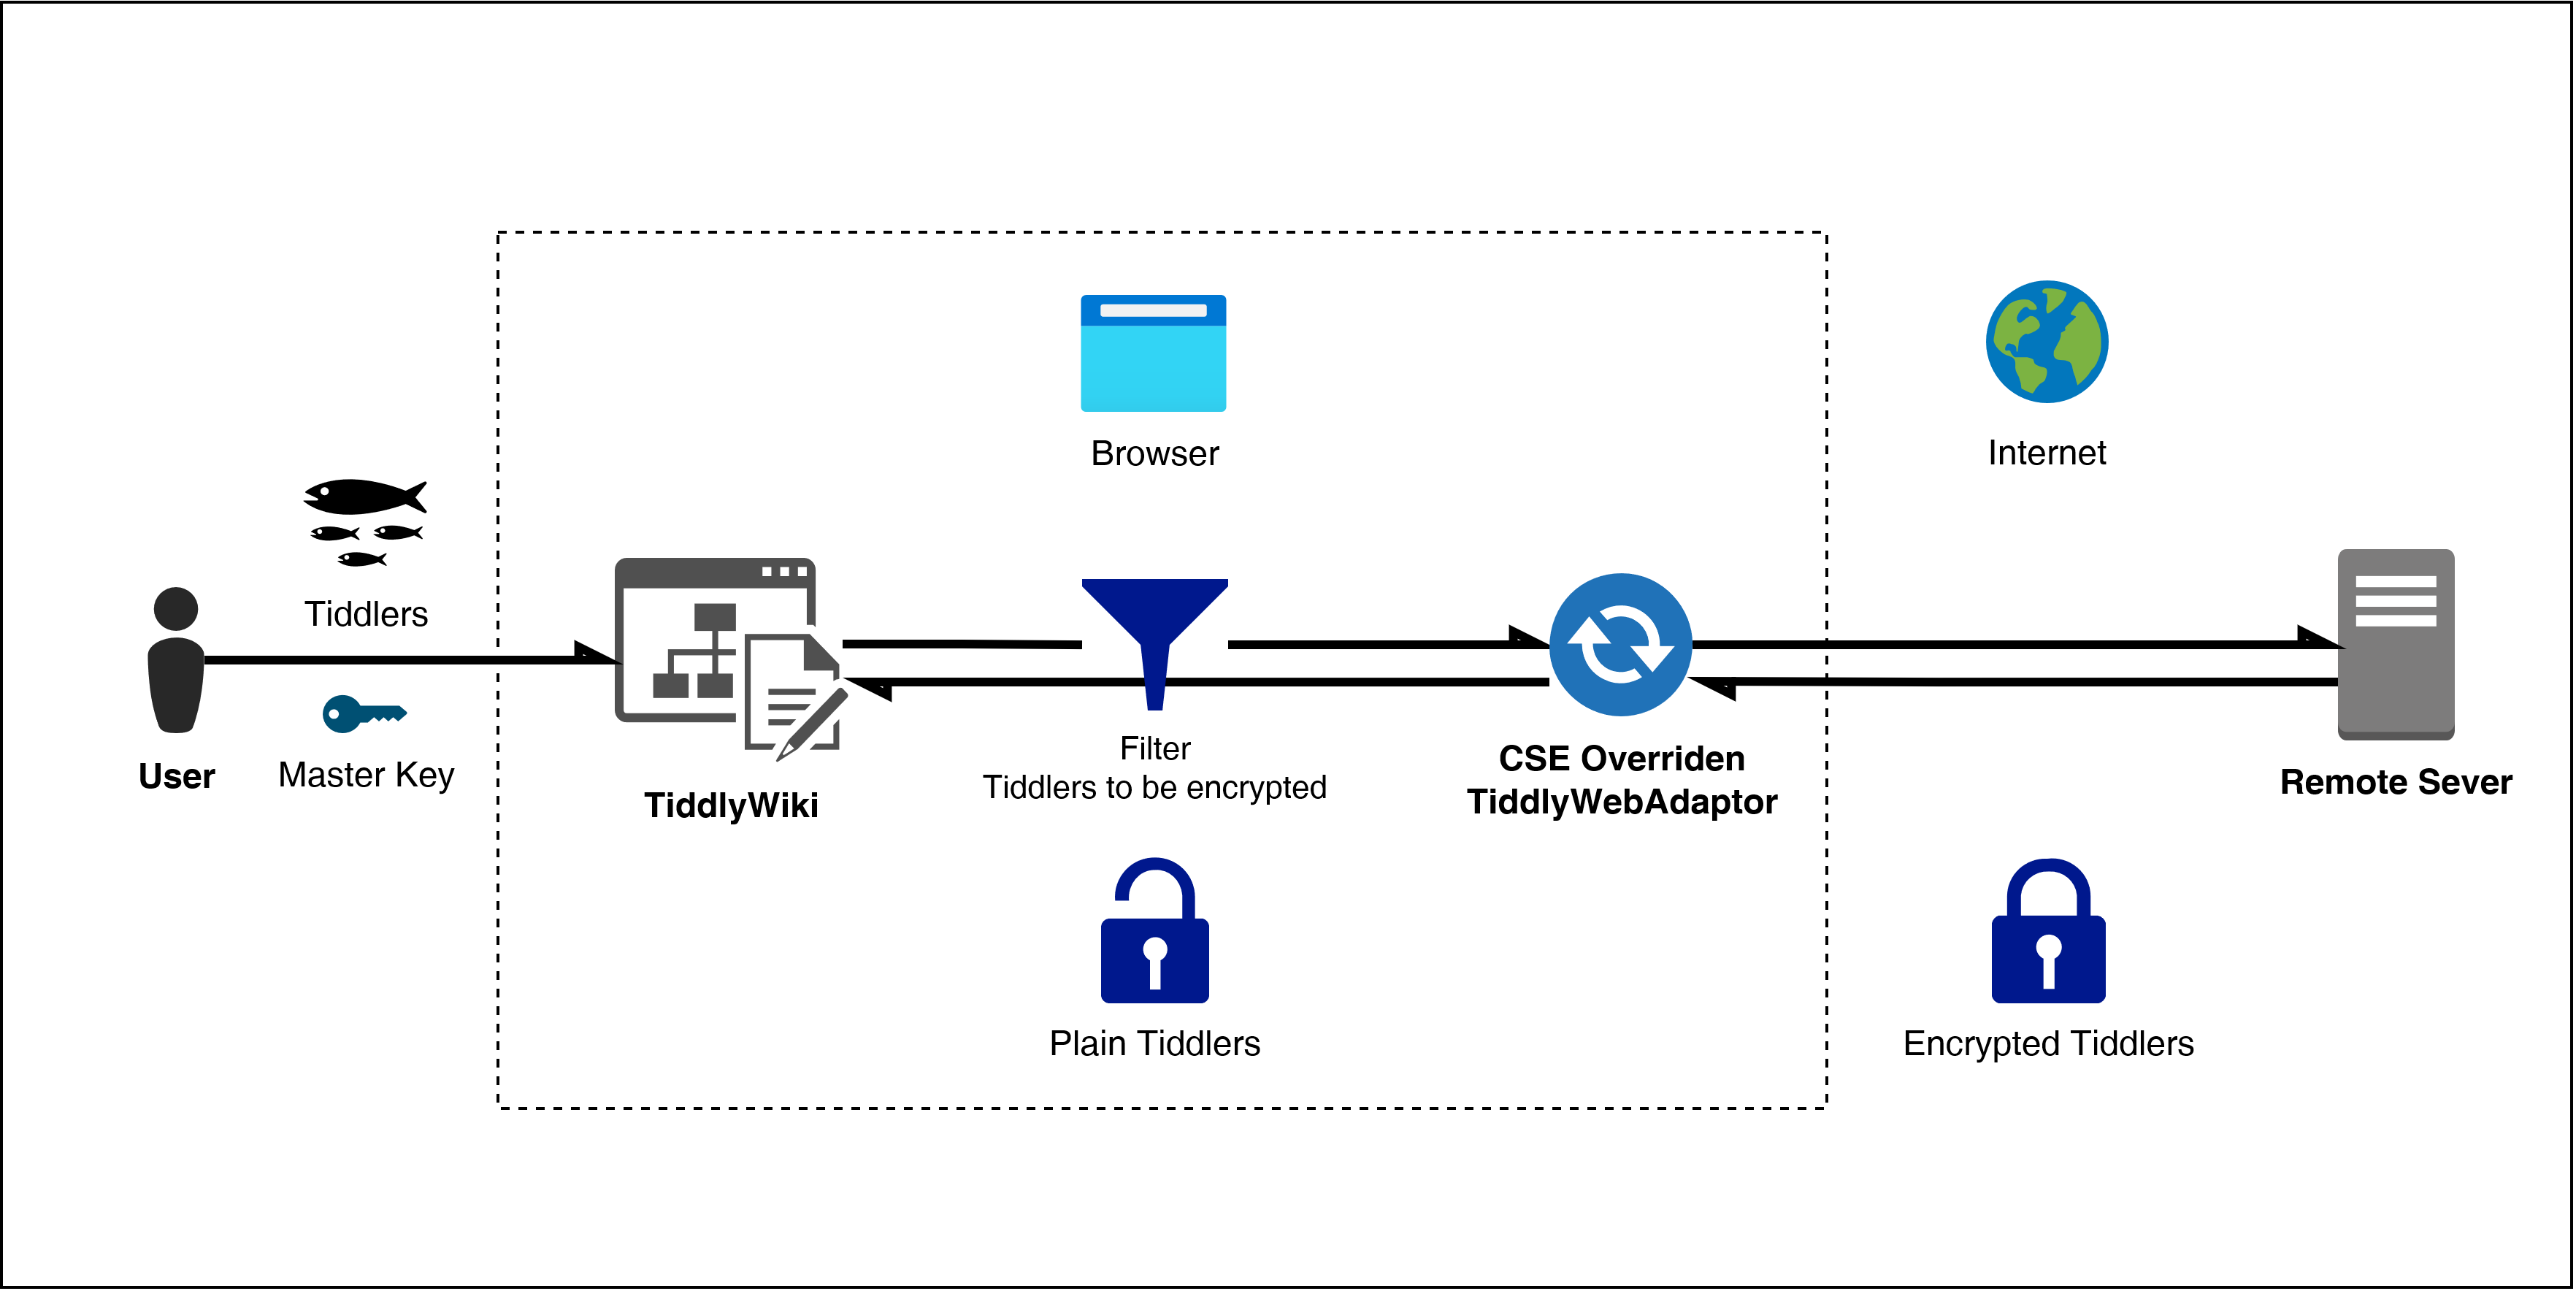 Browser
Internet
Tiddlers
User
Master Key
TiddlyWiki
Filter
Tiddlers to be encrypted
CSE Overriden
TiddlyWebAdaptor
Remote Sever
Plain Tiddlers
Encrypted Tiddlers